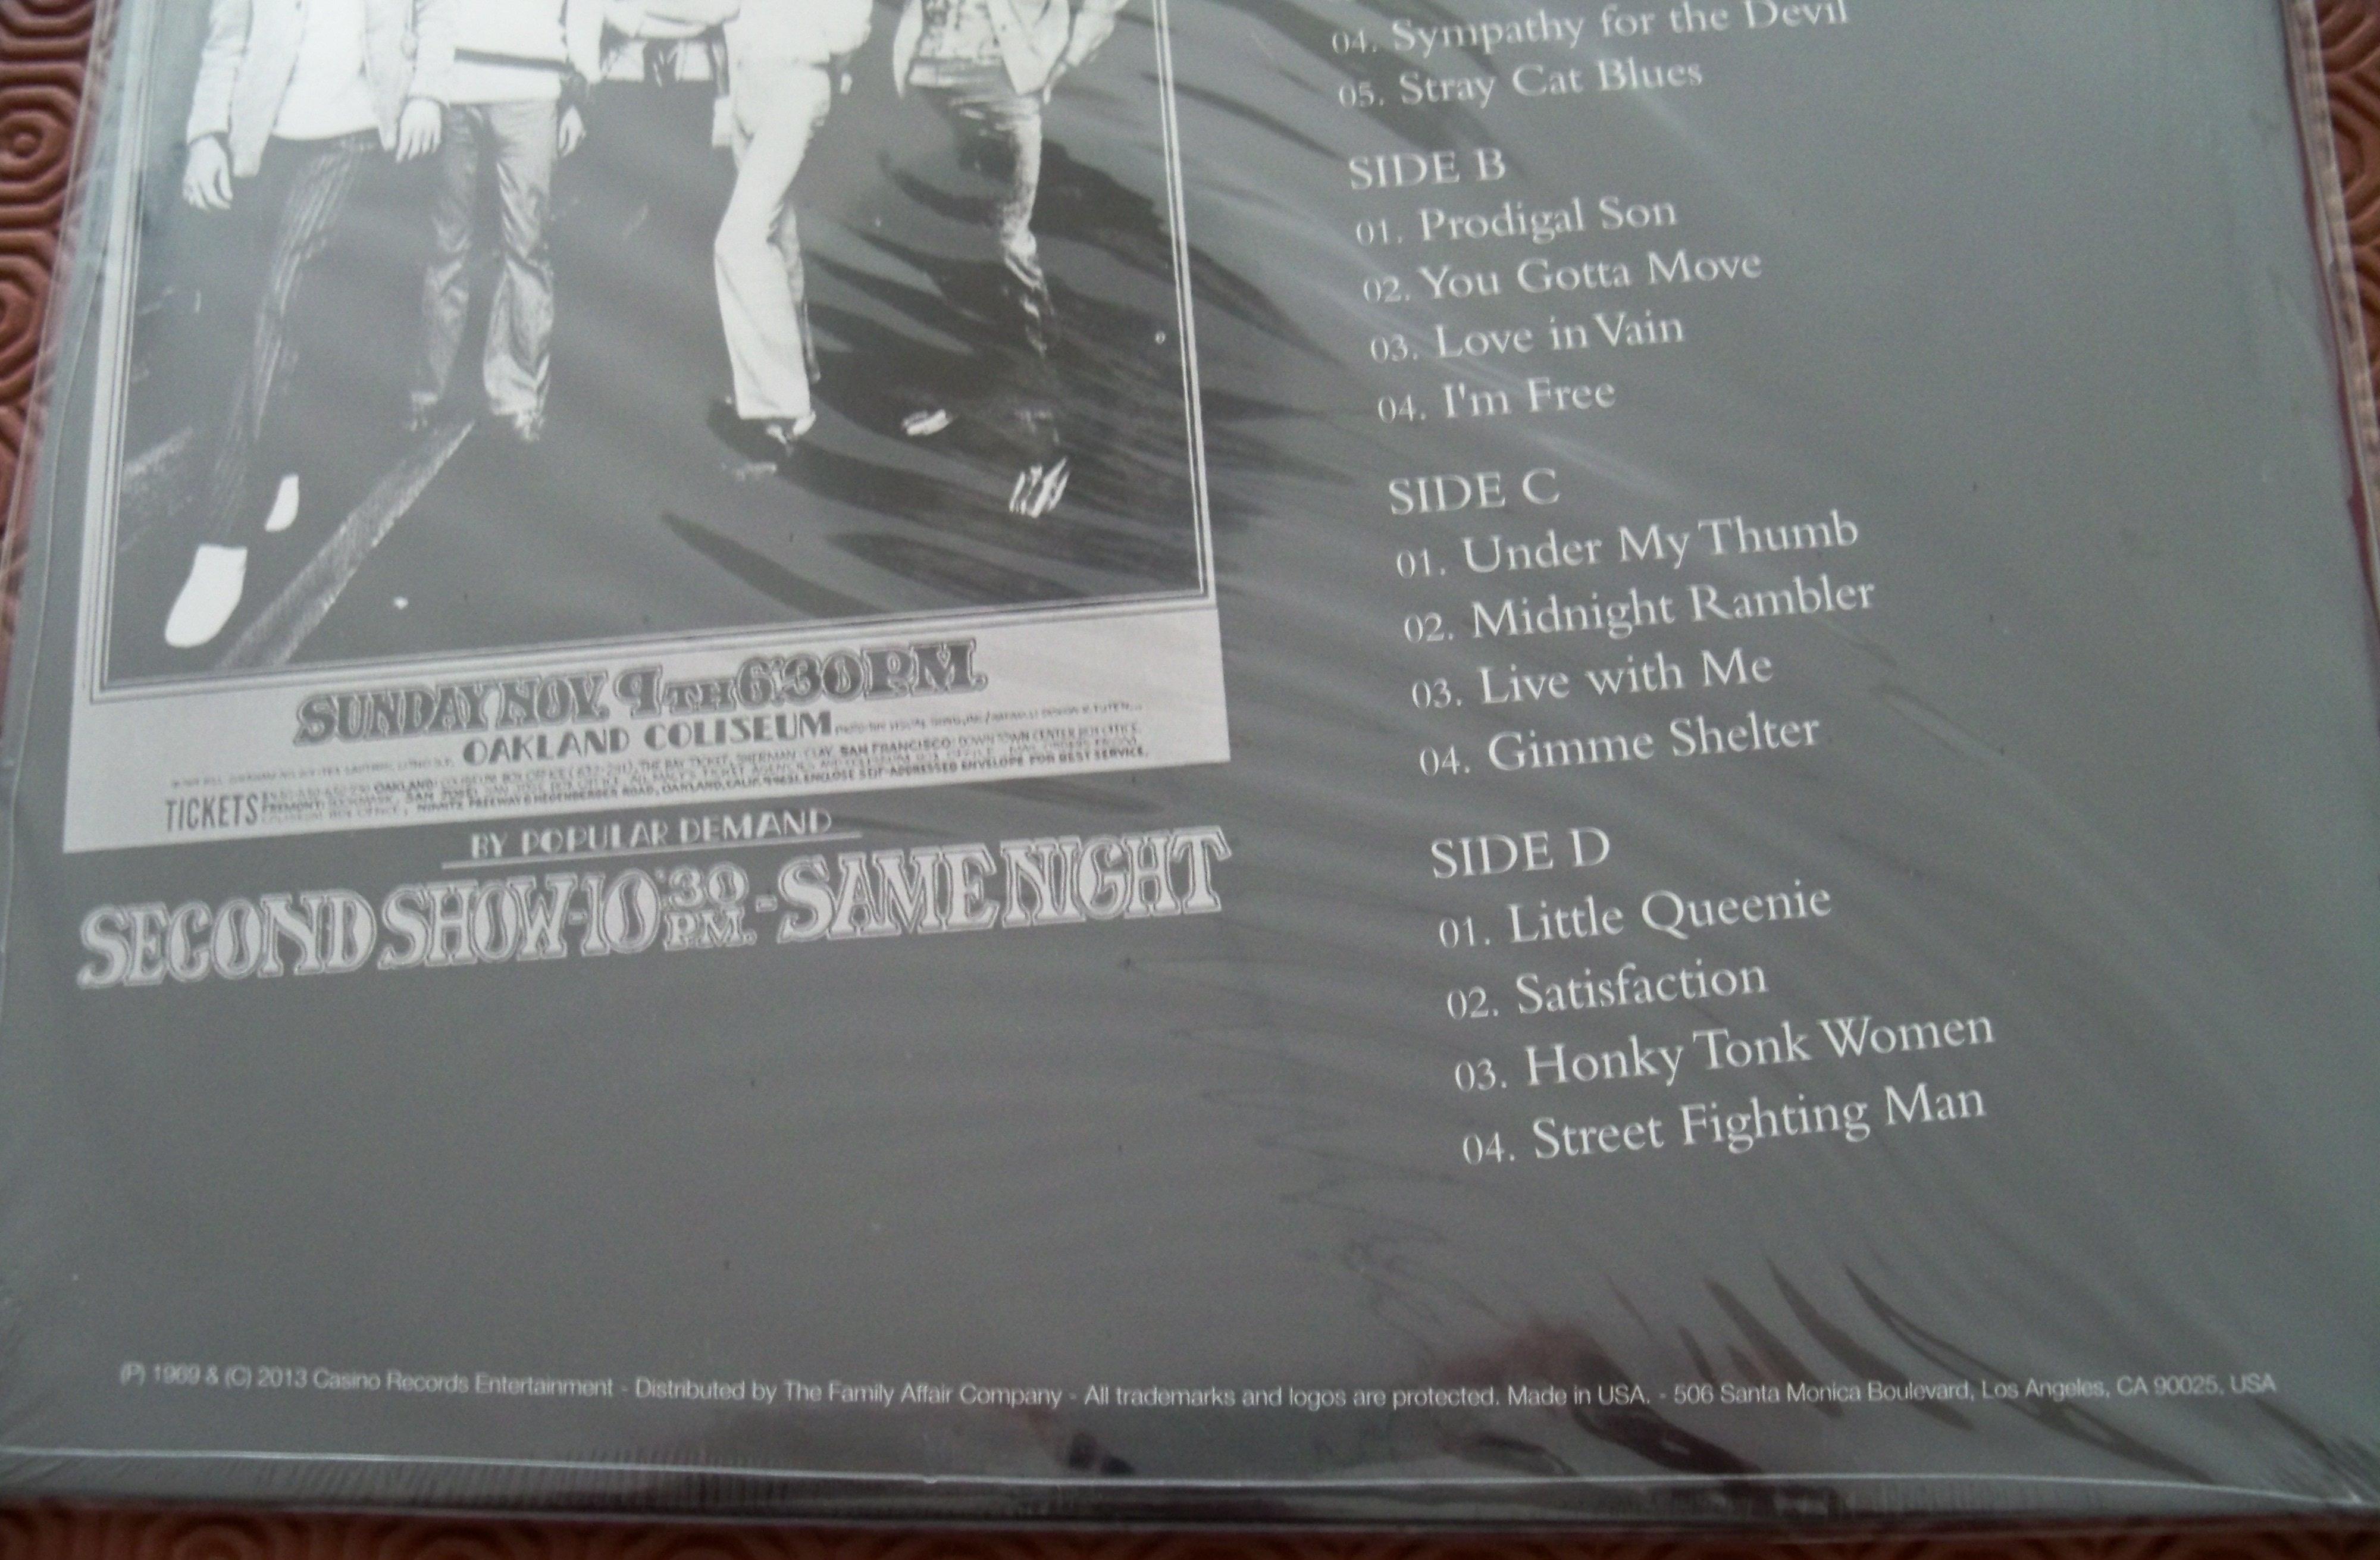 04. Sympathy for the Devil
05. Stray Cat Blues
SIDE B
01. Prodigal Son
02. You Gotta Move
03. Love in Vain
04. I'm Free
SIDE C
01. Under My Thumb
02. Midnight Rambler
03. Live with Me
04. Gimme Shelter
SIDE D
01. Little Queenie
02. Satisfaction
03. Honky Tonk Women
04. Street Fighting Man
SUNDAY NOV. 9TH 6:30 P.M.
OAKLAND COLISEUM
TICKETS
BY POPULAR DEMAND
SECOND SHOW-10:30 PM.-SAME NIGHT
(P) 1969 & (C) 2013 Casino Records Entertainment - Distributed by The Family Affair Company - All trademarks and logos are protected. Made in USA. - 506 Santa Monica Boulevard, Los Angeles, CA 90025. USA